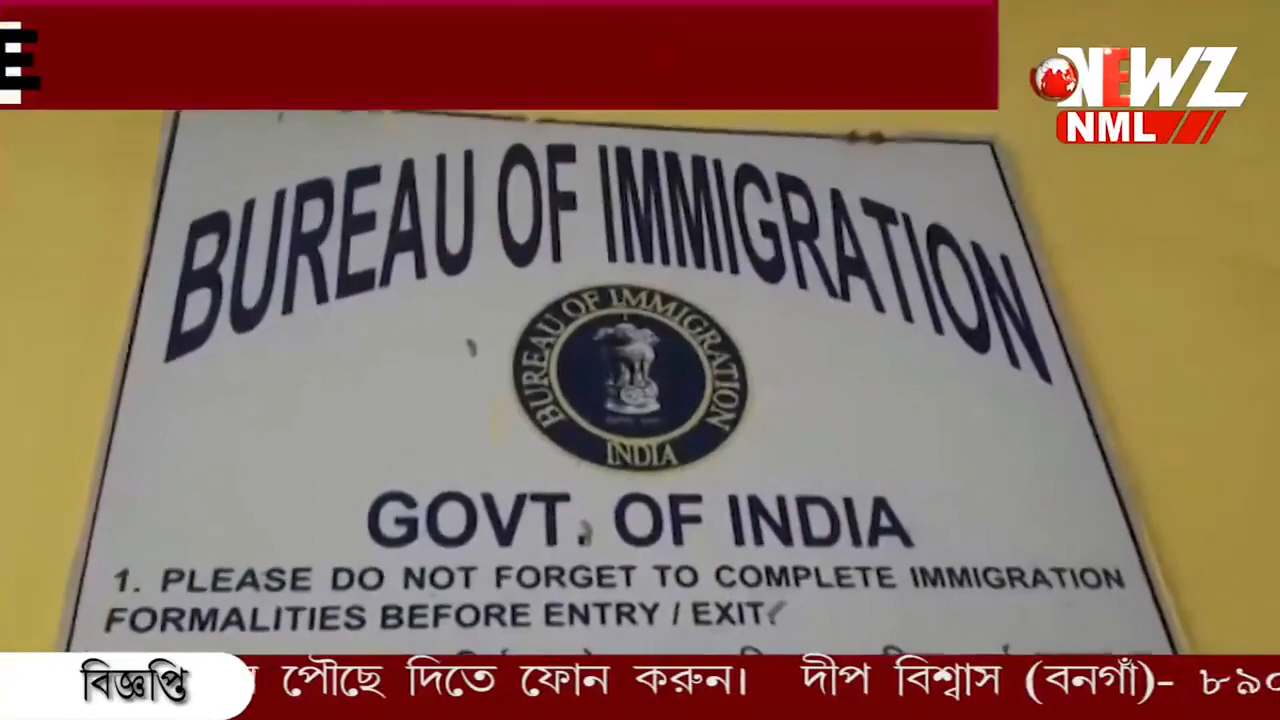 E
NEWZ
NML
BUREAU OF IMMIGRATION
BUREAU OF IMMIGRATION
INDIA
GOVT. OF INDIA
1. PLEASE DO NOT FORGET TO COMPLETE IMMIGRATION
FORMALITIES BEFORE ENTRY / EXIT
বিজ্ঞপ্তি পৌছে দিতে ফোন করুন। দীপ বিশ্বাস (বনগাঁ)- ৮৯০